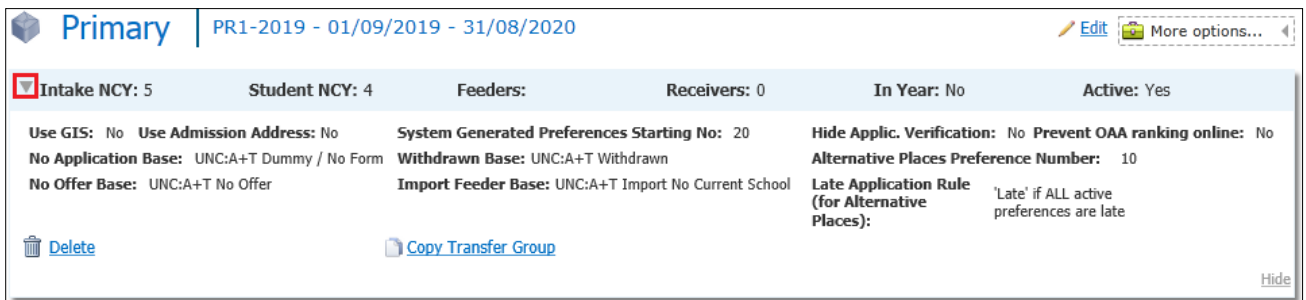 Primary PR1-2019 - 01/09/2019 - 31/08/2020 Edit More options...
Intake NCY: 5 Student NCY: 4 Feeders: Receivers: 0 In Year: No Active: Yes
Use GIS: No Use Admission Address: No System Generated Preferences Starting No: 20 Hide Applic. Verification: No Prevent OAA ranking online: No
No Application Base: UNC:A+T Dummy / No Form Withdrawn Base: UNC:A+T Withdrawn Alternative Places Preference Number: 10
No Offer Base: UNC:A+T No Offer Import Feeder Base: UNC:A+T Import No Current School Late Application Rule
(for Alternative
Places):
'Late' if ALL active
preferences are late
Delete Copy Transfer Group
Hide